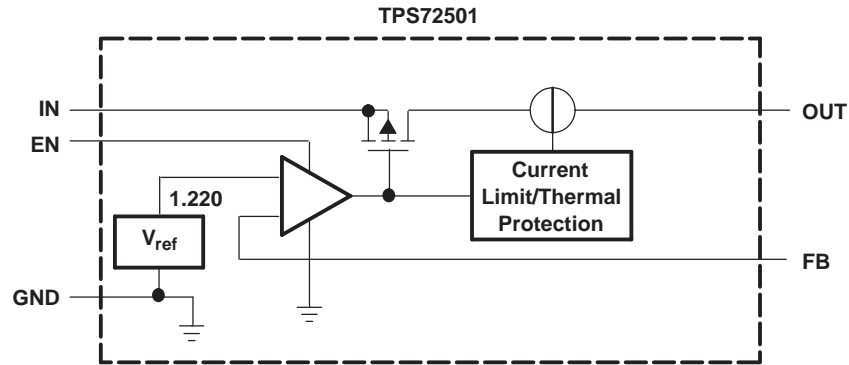 TPS72501
IN
OUT
EN
Current
Limit/Thermal
Protection
1.220
Vref
FB
GND